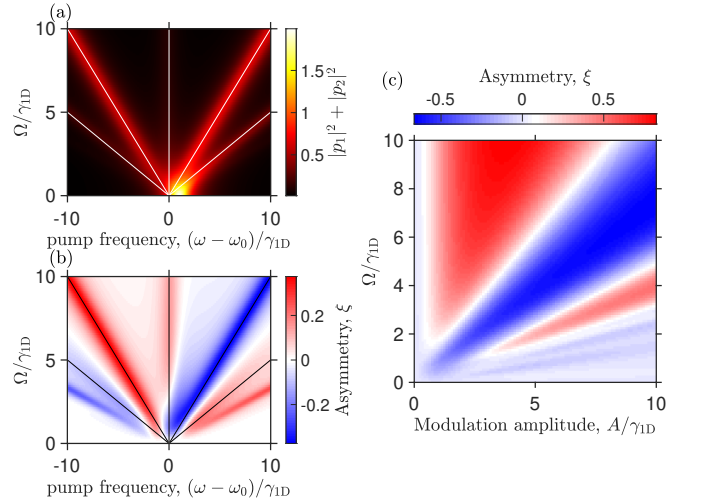 (a)
10
5
0
Ω/γ1D
-10
0
10
pump frequency, (ω − ω0)/γ1D
1.5
1
0.5
|p1|² + |p2|²
(b)
10
5
0
Ω/γ1D
-10
0
10
pump frequency, (ω − ω0)/γ1D
0.2
0
-0.2
Asymmetry, ξ
(c)
Asymmetry, ξ
-0.5
0
0.5
10
8
6
4
2
0
Ω/γ1D
0
5
10
Modulation amplitude, A/γ1D